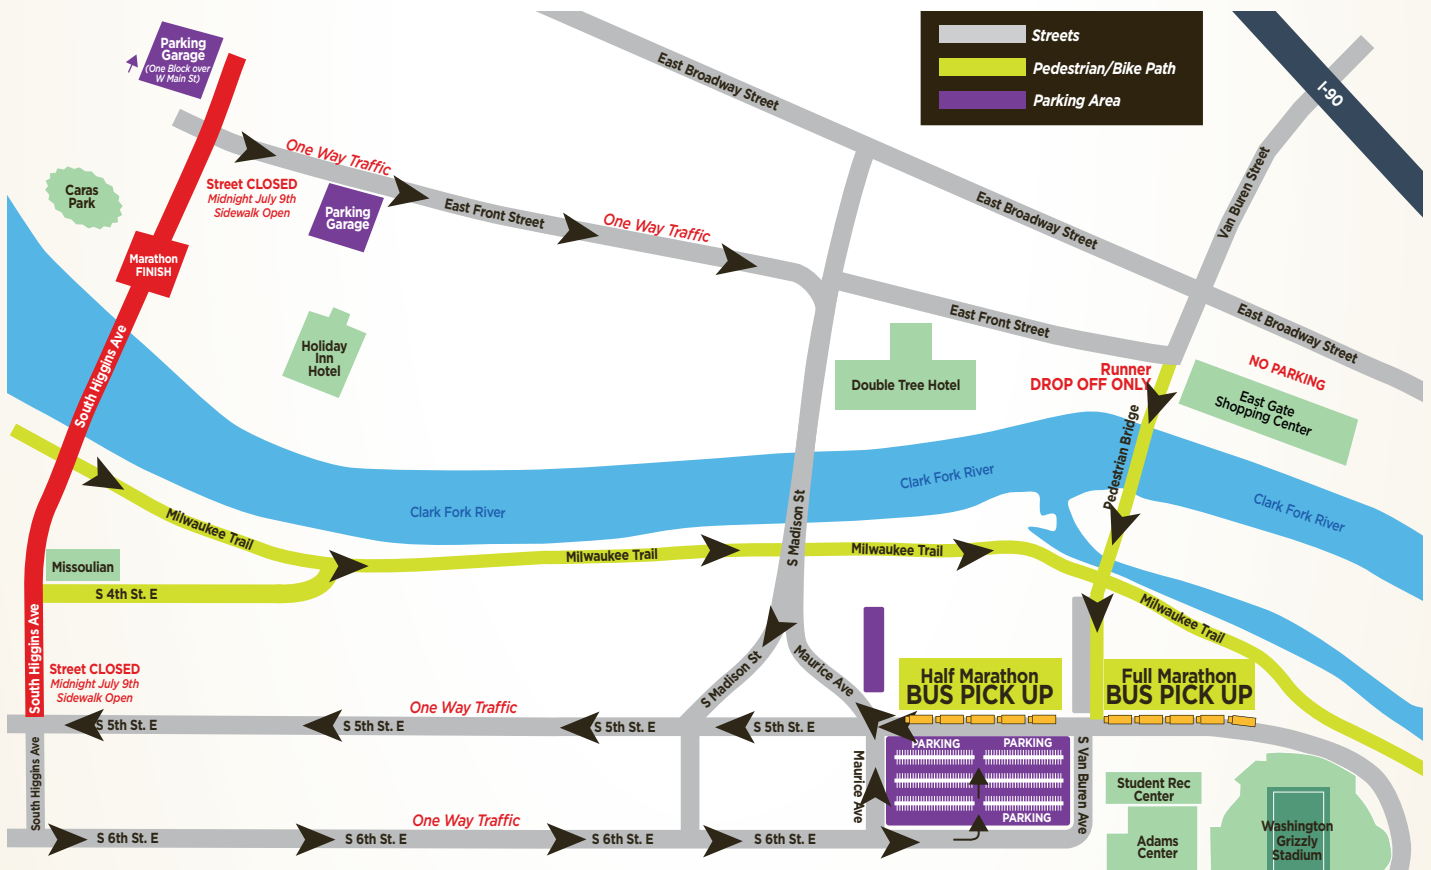 Parking
Garage
(One Block over
W Main St)
Streets
Pedestrian/Bike Path
Parking Area
I-90
East Broadway Street
One Way Traffic
Street CLOSED
Midnight July 9th
Sidewalk Open
Caras
Park
Parking
Garage
East Front Street
One Way Traffic
East Broadway Street
Van Buren Street
Marathon
FINISH
East Front Street
East Broadway Street
Holiday
Inn
Hotel
South Higgins Ave
Double Tree Hotel
Runner
DROP OFF ONLY
NO PARKING
East Gate
Shopping Center
Pedestrian Bridge
Clark Fork River
Clark Fork River
Clark Fork River
Milwaukee Trail
S Madison St
Milwaukee Trail
Milwaukee Trail
Missoulian
S 4th St. E
Milwaukee Trail
South Higgins Ave
Street CLOSED
Midnight July 9th
Sidewalk Open
S Madison St
Maurice Ave
Half Marathon
BUS PICK UP
Full Marathon
BUS PICK UP
One Way Traffic
S 5th St. E
S 5th St. E
S 5th St. E
S 5th St. E
South Higgins Ave
Maurice Ave
PARKING
PARKING
PARKING
S Van Buren Ave
Student Rec
Center
Adams
Center
Washington
Grizzly
Stadium
One Way Traffic
S 6th St. E
S 6th St. E
S 6th St. E
S 6th St. E